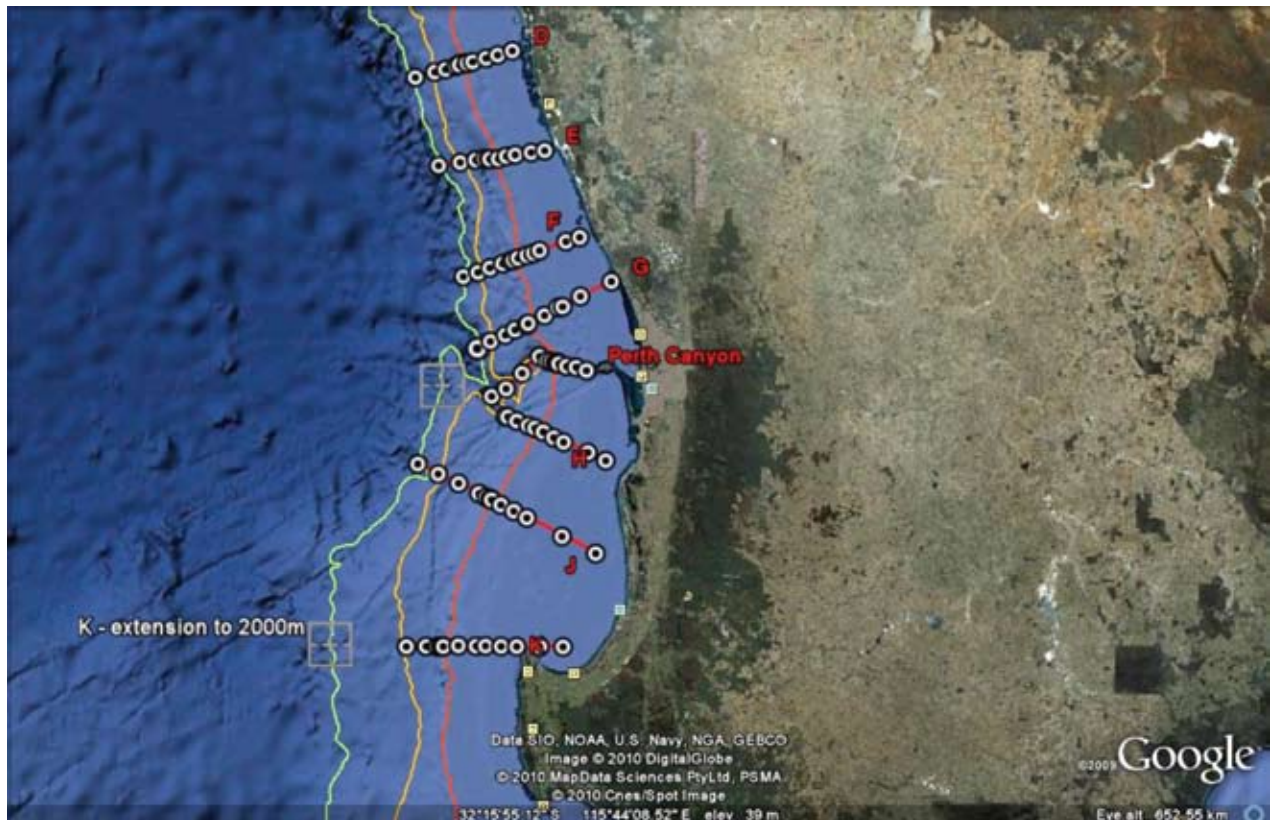 D
E
F
G
Perth Canyon
H
J
K - extension to 2000m
K
Data SIO, NOAA, U.S. Navy, NGA, GEBCO
Image © 2010 DigitalGlobe
© 2010 MapData Sciences PtyLtd, PSMA
© 2010 Cnes/Spot Image
©2009 Google
32°15'55.12" S 115°44'08.52" E elev 39 m
Eye alt 652.55 km